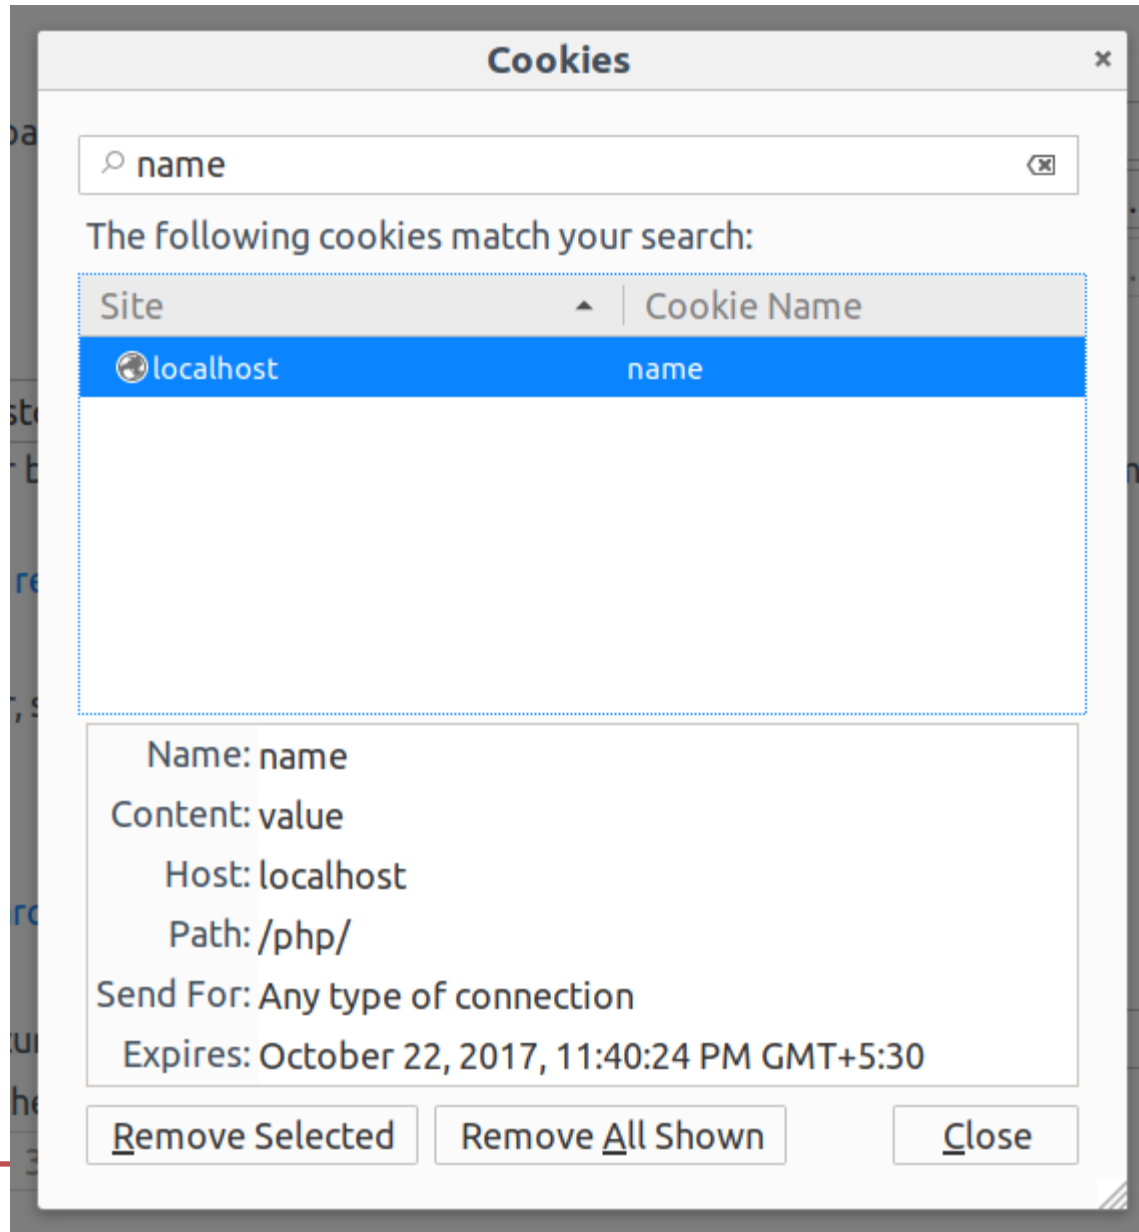 Cookies
name
The following cookies match your search:
Site Cookie Name
localhost name
Name: name
Content: value
Host: localhost
Path: /php/
Send For: Any type of connection
Expires: October 22, 2017, 11:40:24 PM GMT+5:30
Remove Selected Remove All Shown Close